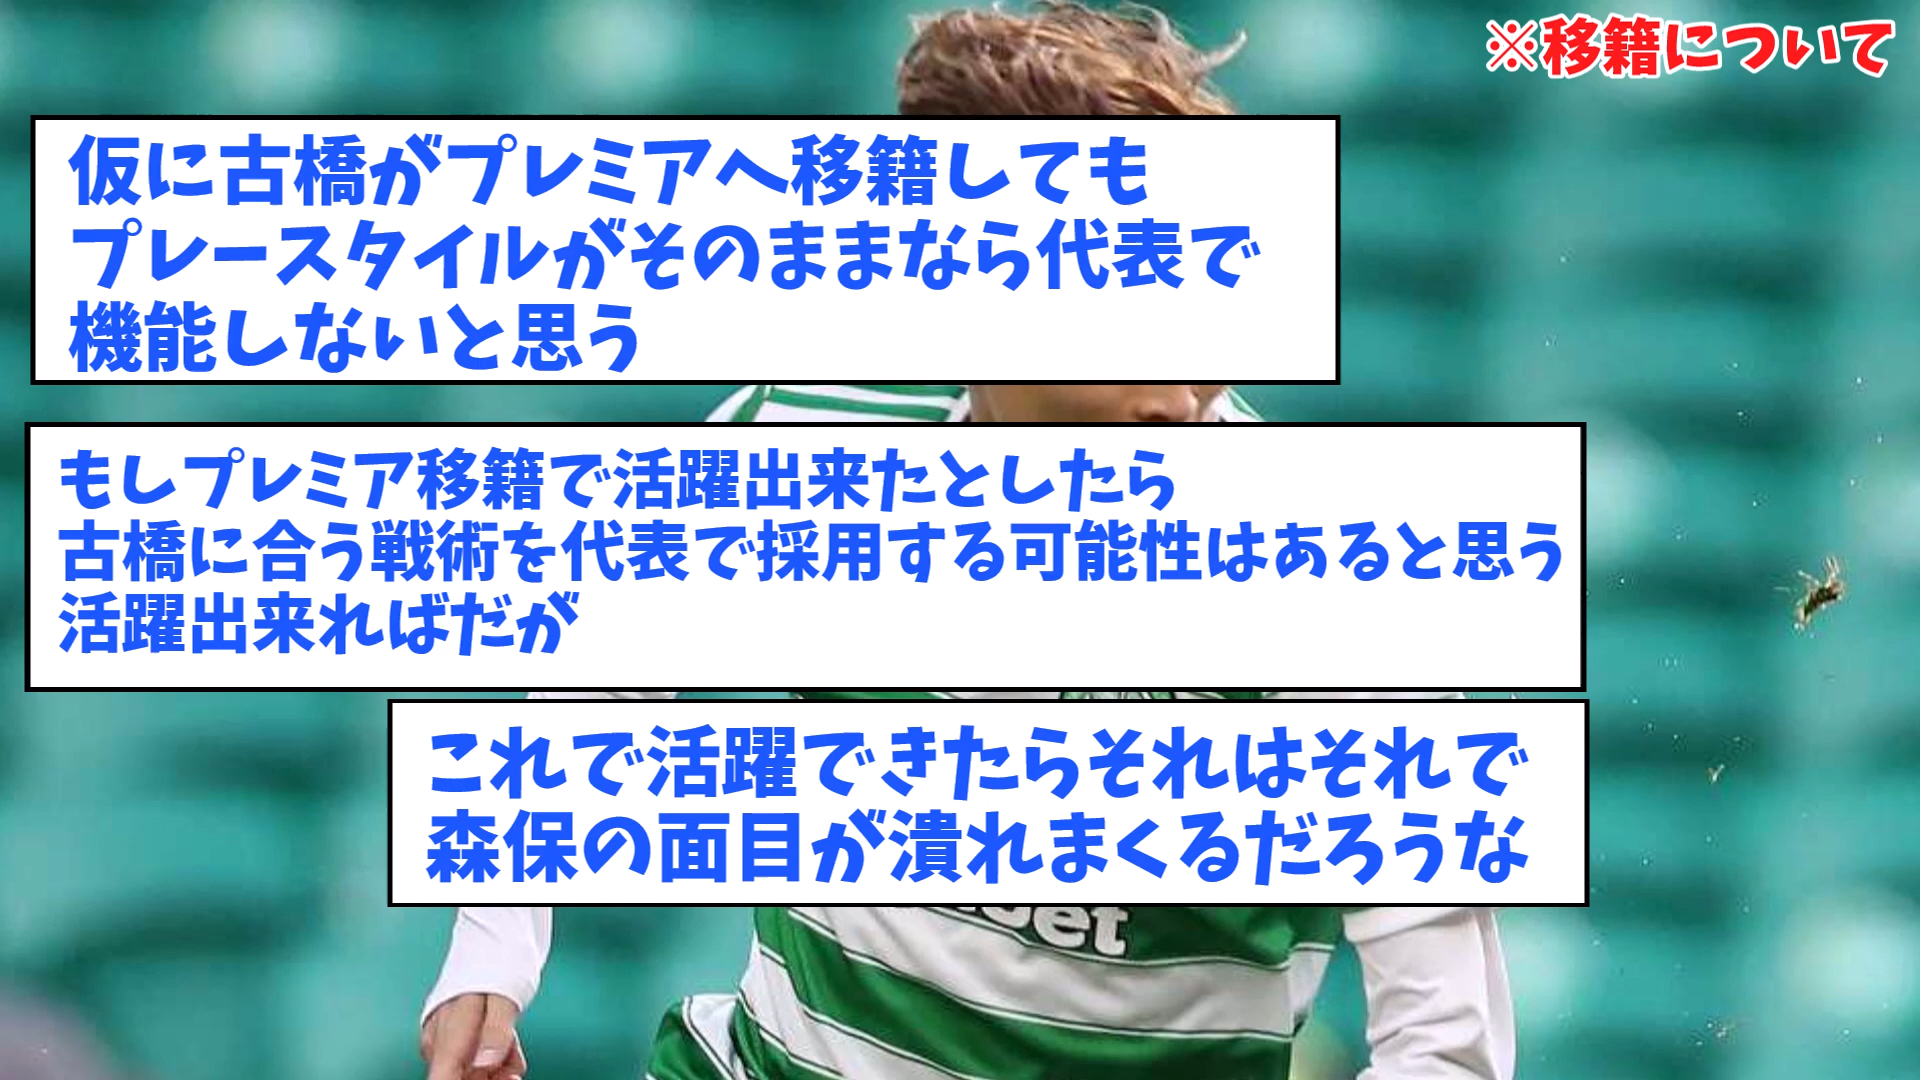 ※移籍について
仮に古橋がプレミアへ移籍しても
プレースタイルがそのままなら代表で
機能しないと思う
もしプレミア移籍で活躍出来たとしたら
古橋に合う戦術を代表で採用する可能性はあると思う
活躍出来ればだが
これで活躍できたらそれはそれで
森保の面目が潰れまくるだろうな